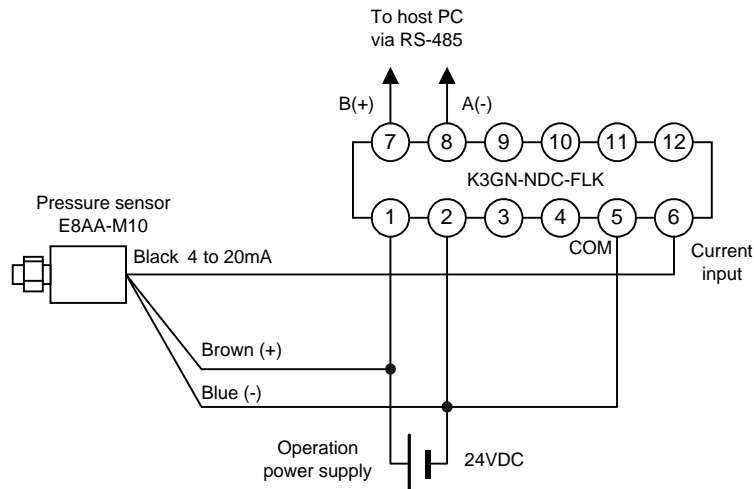 To host PC
via RS-485
B(+)
A(-)
7
8
9
10
11
12
K3GN-NDC-FLK
Pressure sensor
E8AA-M10
1
2
3
4
5
6
COM
Current
input
Black 4 to 20mA
Brown (+)
Blue (-)
Operation
power supply
24VDC